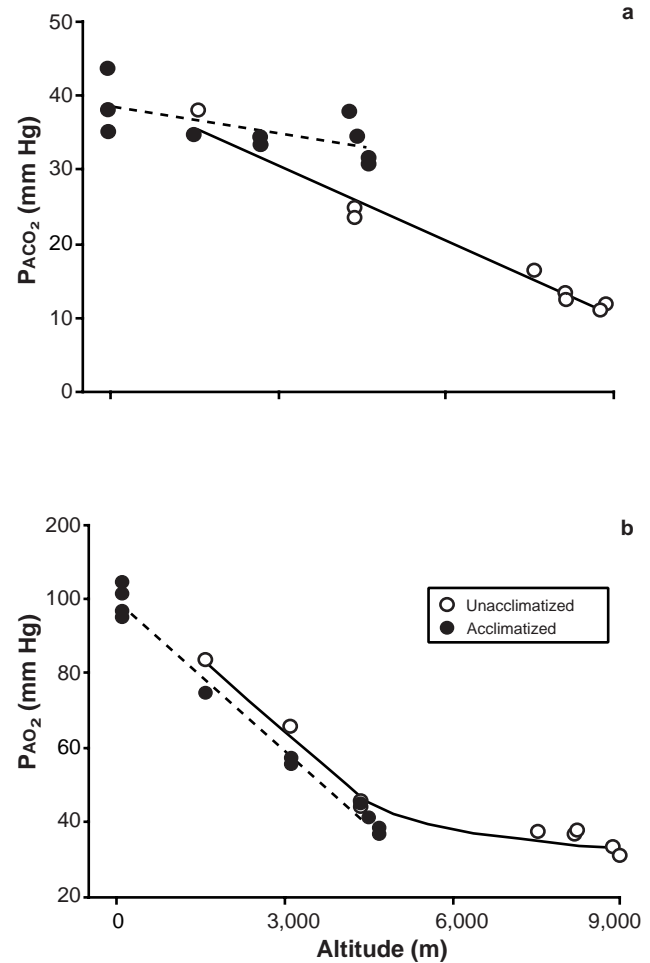 a
50
40
30
20
10
0
PACO2 (mm Hg)
b
200
100
80
60
40
20
PAO2 (mm Hg)
Unacclimatized
Acclimatized
0 3,000 6,000 9,000
Altitude (m)